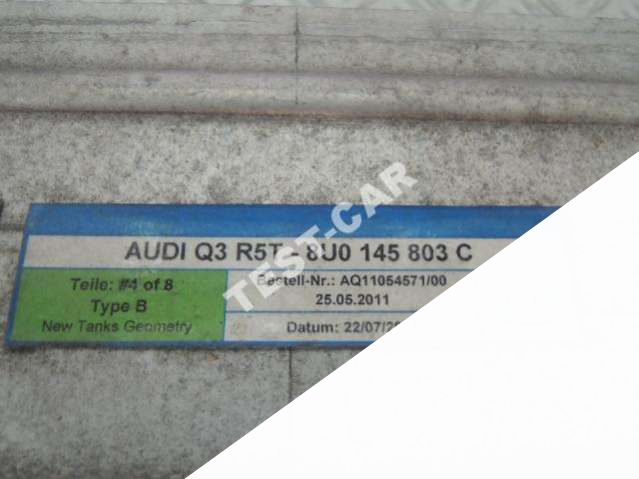 AUDI Q3 R5T 8U0 145 803 C
Teile: #4 of 8
Type B
New Tanks Geometry
Bestell-Nr.: AQ11054571/00
25.05.2011
Datum: 22/07/20
TEST-CAR